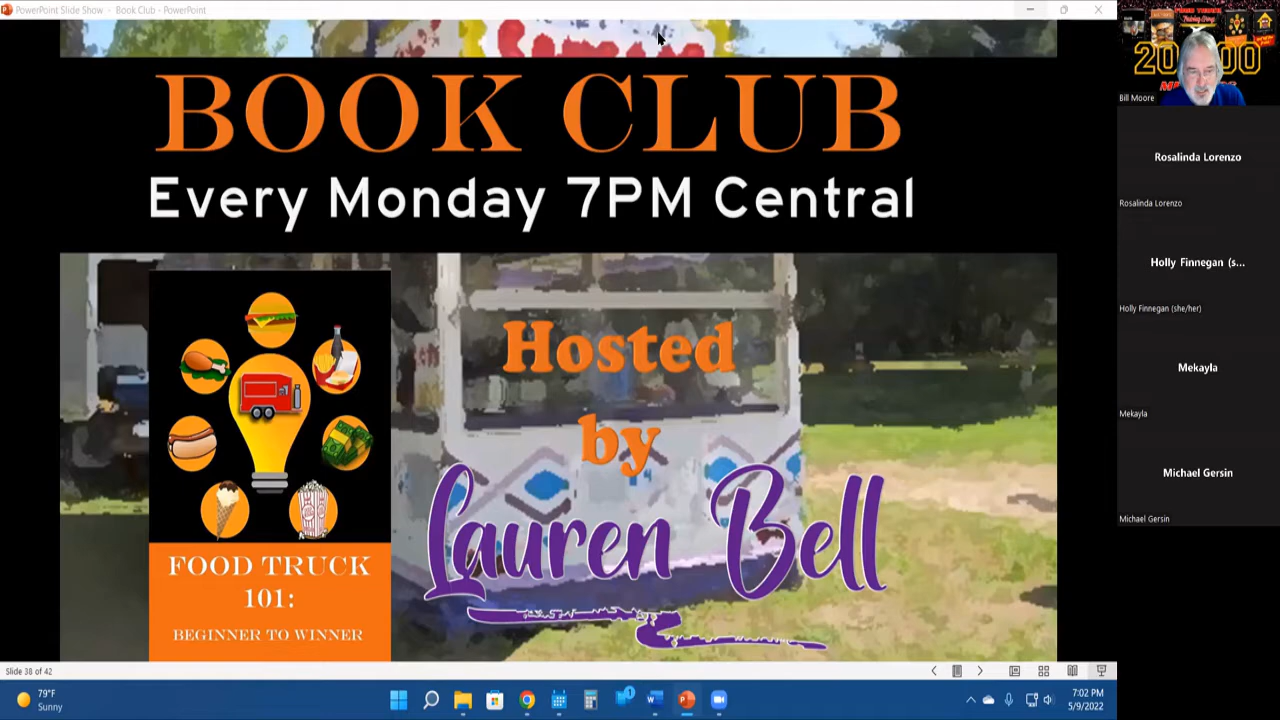 PowerPoint Slide Show - Book Club - PowerPoint
BOOK CLUB
Every Monday 7PM Central
Hosted
by
Lauren Bell
FOOD TRUCK
101:
BEGINNER TO WINNER
Slide 38 of 42
79°F
Sunny
7:02 PM
5/9/2022
Bill Moore
Rosalinda Lorenzo
Rosalinda Lorenzo
Holly Finnegan (s...
Holly Finnegan (she/her)
Mekayla
Mekayla
Michael Gersin
Michael Gersin